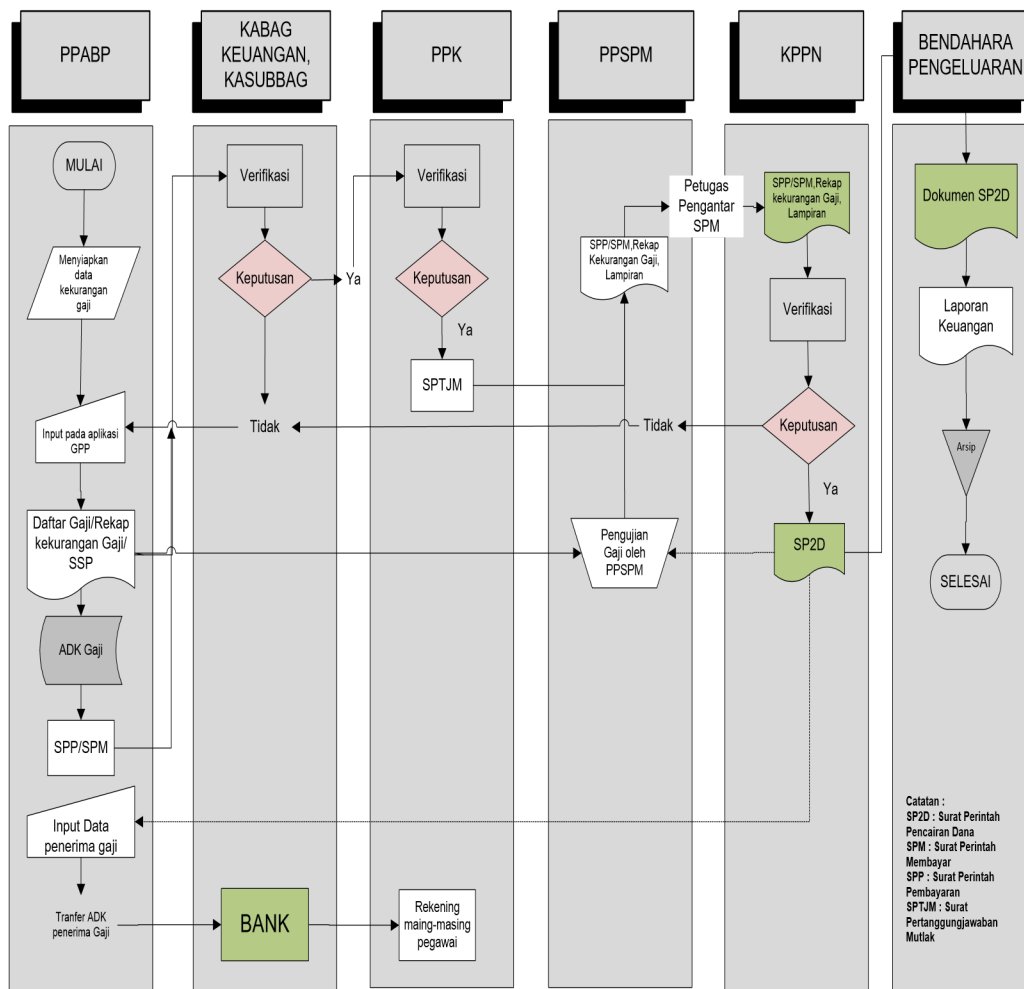 PPABP
KABAG
KEUANGAN,
KASUBBAG
PPK
PPSPM
KPPN
BENDAHARA
PENGELUARAN
MULAI
Menyiapkan
data
kekurangan
gaji
Input pada aplikasi
GPP
Daftar Gaji/Rekap
kekurangan Gaji/
SSP
ADK Gaji
SPP/SPM
Input Data
penerima gaji
Tranfer ADK
penerima Gaji
Verifikasi
Keputusan
Ya
Tidak
BANK
Verifikasi
Keputusan
Ya
SPTJM
Rekening
maing-masing
pegawai
SPP/SPM,Rekap
Kekurangan Gaji,
Lampiran
Petugas
Pengantar
SPM
Tidak
Pengujian
Gaji oleh
PPSPM
SPP/SPM,Rekap
kekurangan Gaji,
Lampiran
Verifikasi
Keputusan
Ya
SP2D
Dokumen SP2D
Laporan
Keuangan
Arsip
SELESAI
Catatan :
SP2D : Surat Perintah
Pencairan Dana
SPM : Surat Perintah
Membayar
SPP : Surat Perintah
Pembayaran
SPTJM : Surat
Pertanggungjawaban
Mutlak